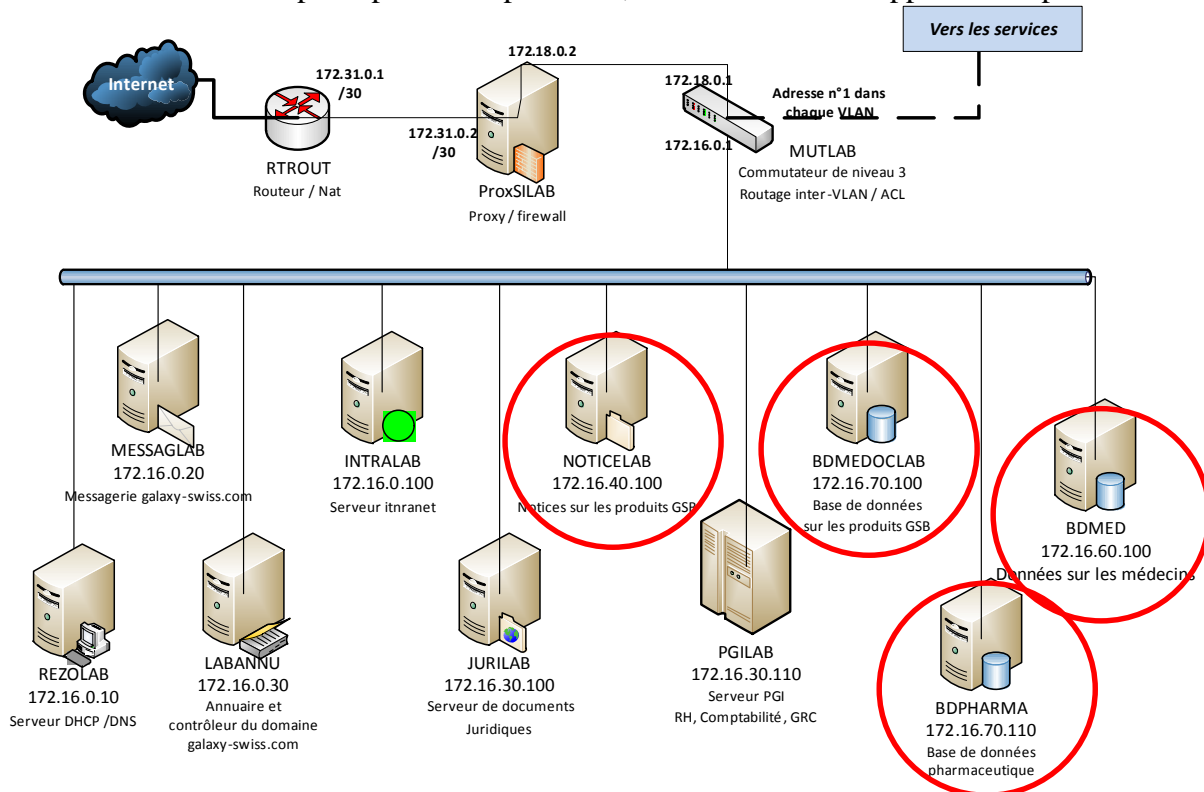 Vers les services
172.18.0.2
Internet
172.31.0.1
/30
172.18.0.1
Adresse n°1 dans
chaque VLAN
172.31.0.2
/30
172.16.0.1
RTROUT
Routeur / Nat
ProxSILAB
Proxy / firewall
MUTLAB
Commutateur de niveau 3
Routage inter-VLAN / ACL
MESSAGLAB
172.16.0.20
Messagerie galaxy-swiss.com
INTRALAB
172.16.0.100
Serveur itnranet
NOTICELAB
172.16.40.100
Notices sur les produits GSB
BDMEDOCLAB
172.16.70.100
Base de données
sur les produits GSB
BDMED
172.16.60.100
Données sur les médecins
REZOLAB
172.16.0.10
Serveur DHCP /DNS
LABANNU
172.16.0.30
Annuaire et
contrôleur du domaine
galaxy-swiss.com
JURILAB
172.16.30.100
Serveur de documents
Juridiques
PGILAB
172.16.30.110
Serveur PGI
RH, Comptabilité, GRC
BDPHARMA
172.16.70.110
Base de données
pharmaceutique